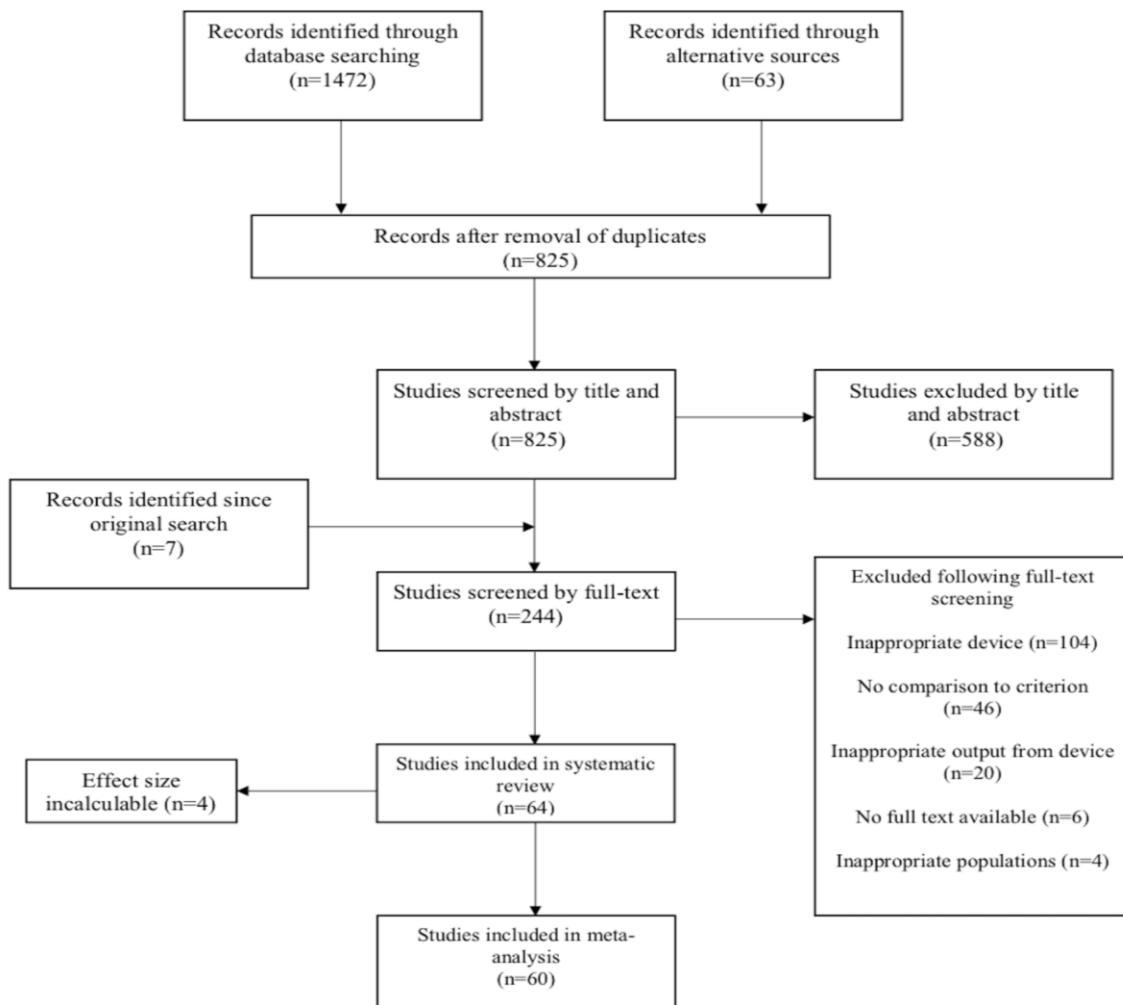 Records identified through
database searching
(n=1472)
Records identified through
alternative sources
(n=63)
Records after removal of duplicates
(n=825)
Studies screened by title and
abstract
(n=825)
Studies excluded by title
and abstract
(n=588)
Records identified since
original search
(n=7)
Studies screened by full-text
(n=244)
Excluded following full-text
screening
Inappropriate device (n=104)
No comparison to criterion
(n=46)
Inappropriate output from device
(n=20)
No full text available (n=6)
Inappropriate populations (n=4)
Studies included in systematic
review
(n=64)
Effect size
incalculable (n=4)
Studies included in meta-
analysis
(n=60)